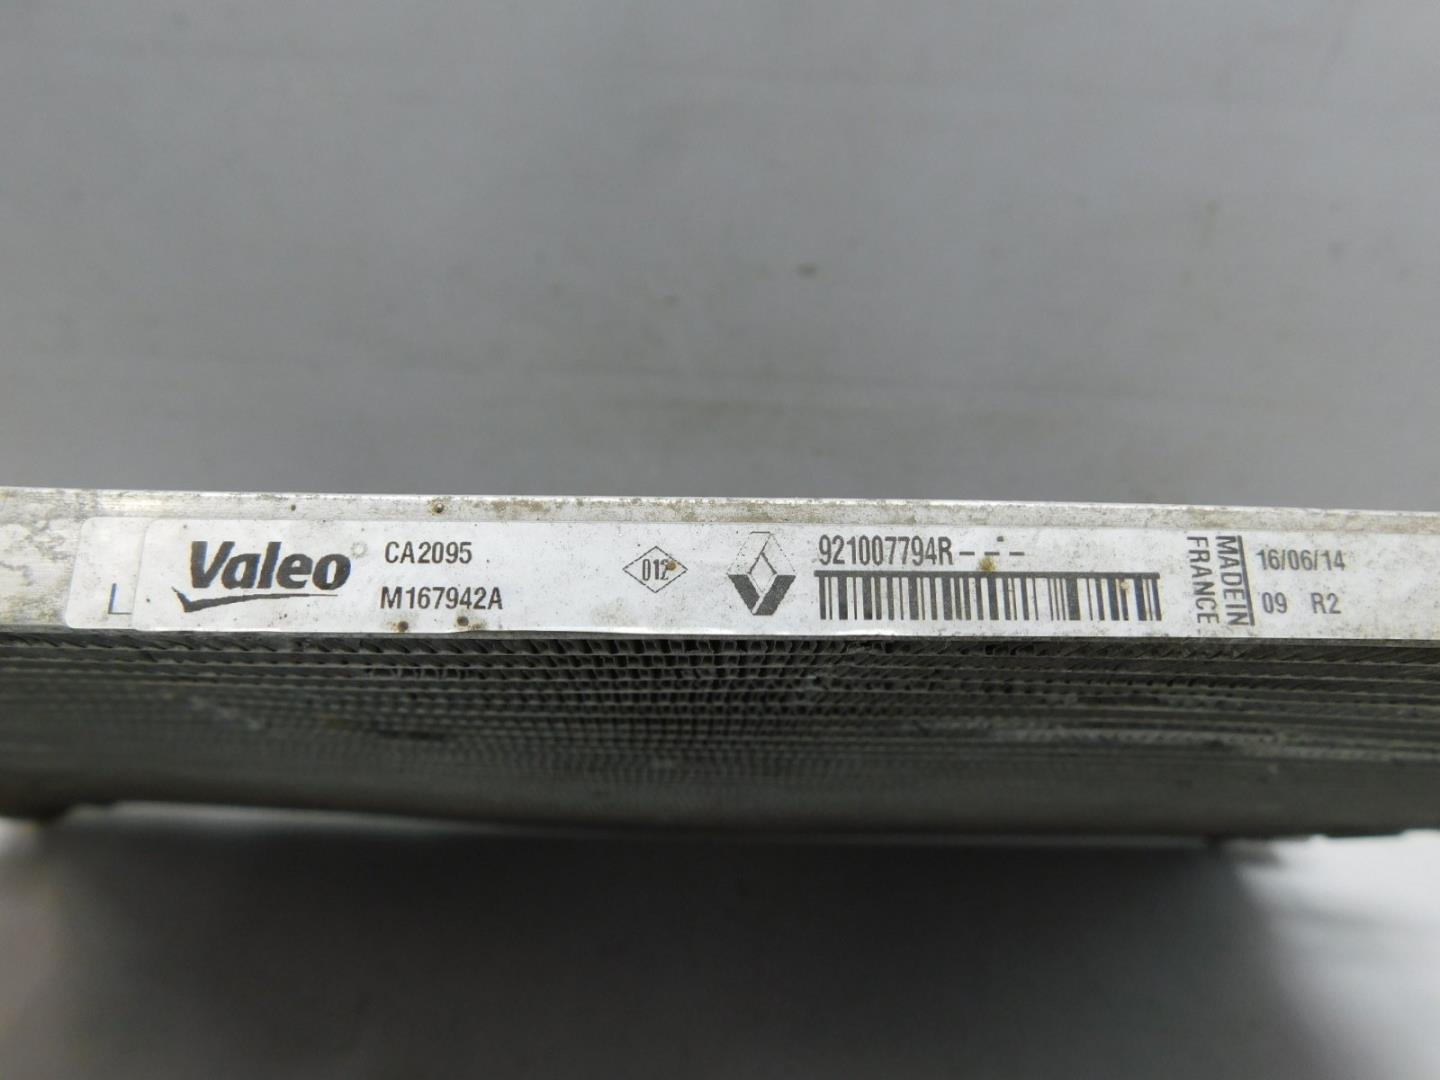 Valeo
CA2095
M167942A
012
921007794R---
MADE IN
FRANCE
16/06/14
09 R2
L